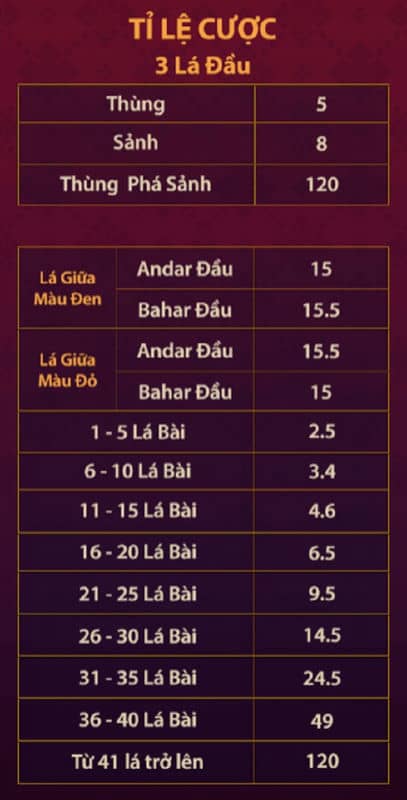 TỈ LỆ CƯỢC
3 Lá Đầu
Thùng 5
Sảnh 8
Thùng Phá Sảnh 120
Lá Giữa
Màu Đen
Andar Đầu 15
Bahar Đầu 15.5
Lá Giữa
Màu Đỏ
Andar Đầu 15.5
Bahar Đầu 15
1 - 5 Lá Bài 2.5
6 - 10 Lá Bài 3.4
11 - 15 Lá Bài 4.6
16 - 20 Lá Bài 6.5
21 - 25 Lá Bài 9.5
26 - 30 Lá Bài 14.5
31 - 35 Lá Bài 24.5
36 - 40 Lá Bài 49
Từ 41 lá trở lên 120